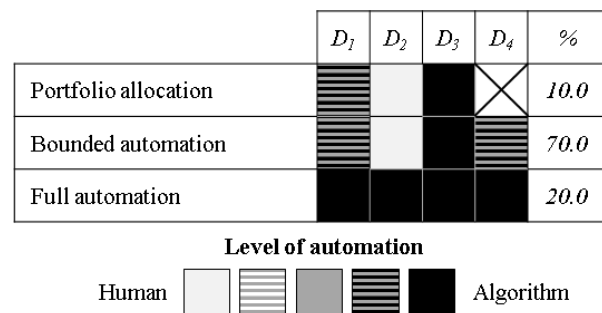 D1 D2 D3 D4 %
Portfolio allocation 10.0
Bounded automation 70.0
Full automation 20.0
Level of automation
Human Algorithm